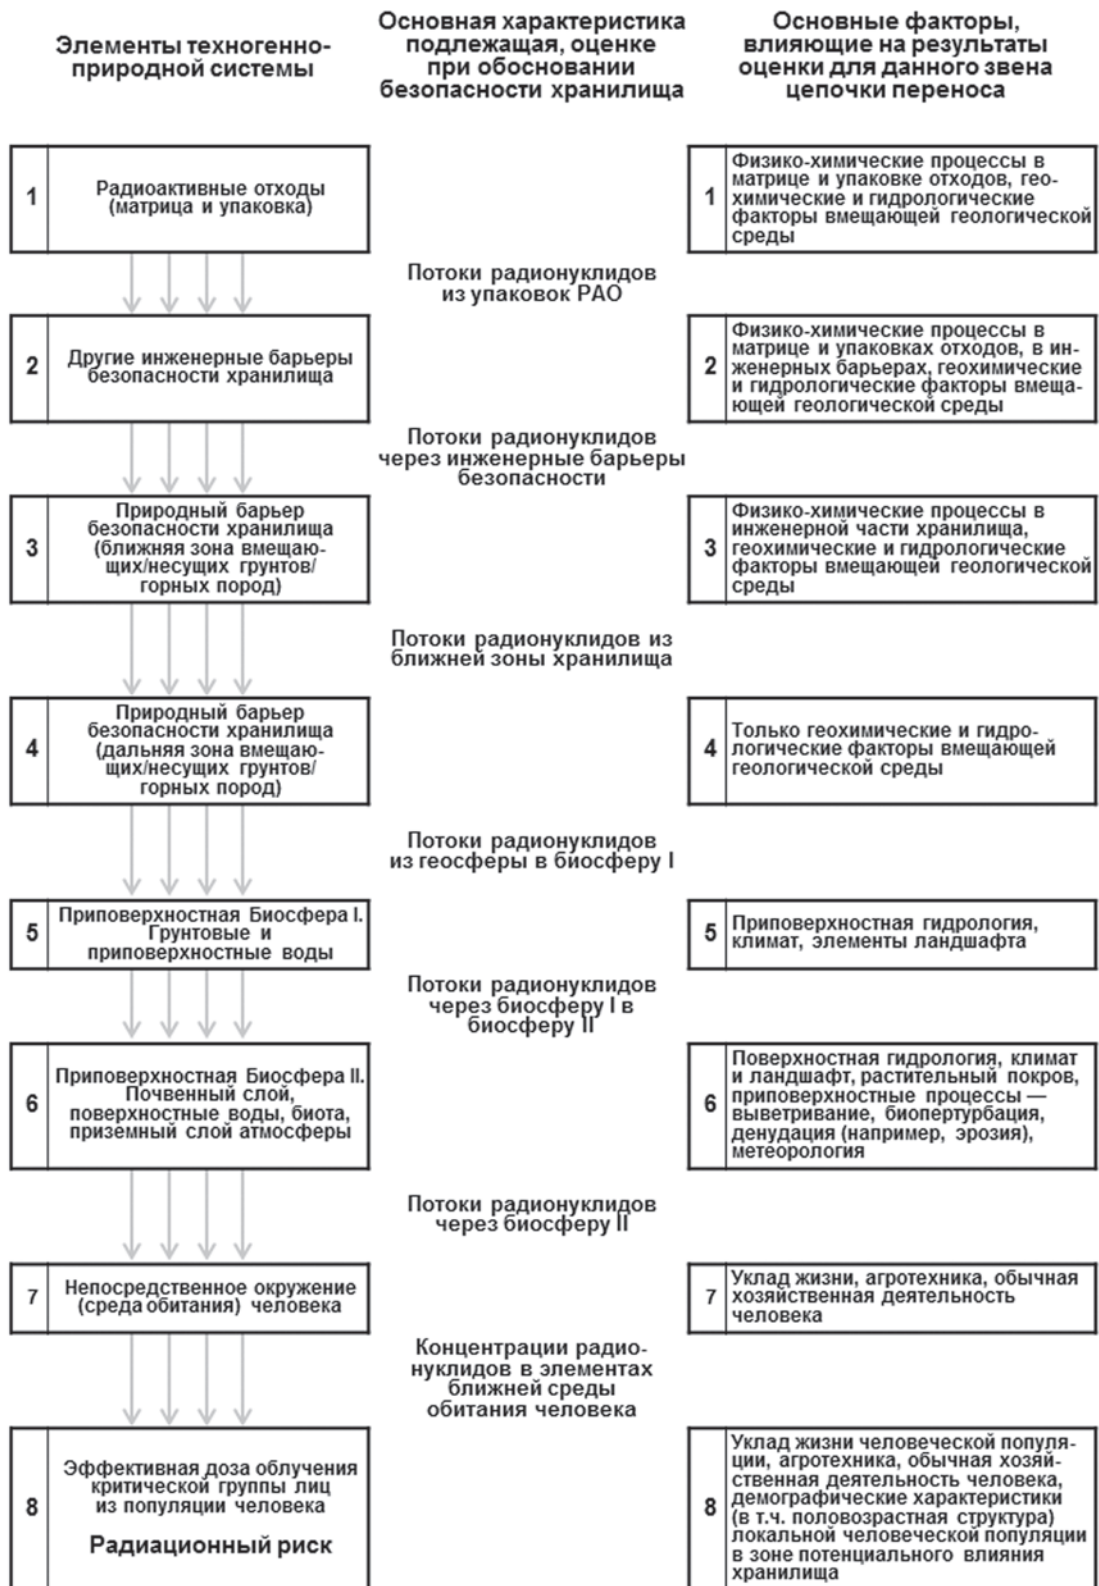 Элементы техногенно-
природной системы
Основная характеристика
подлежащая, оценке
при обосновании
безопасности хранилища
Основные факторы,
влияющие на результаты
оценки для данного звена
цепочки переноса
1
Радиоактивные отходы
(матрица и упаковка)
1
Физико-химические процессы в
матрице и упаковке отходов, гео-
химические и гидрологические
факторы вмещающей геологической
среды
Потоки радионуклидов
из упаковок РАО
2
Другие инженерные барьеры
безопасности хранилища
2
Физико-химические процессы в
матрице и упаковках отходов, в ин-
женерных барьерах, геохимические
и гидрологические факторы вмеща-
ющей геологической среды
Потоки радионуклидов
через инженерные барьеры
безопасности
3
Природный барьер
безопасности хранилища
(ближняя зона вмещаю-
щих/несущих грунтов/
горных пород)
3
Физико-химические процессы в
инженерной части хранилища,
геохимические и гидрологические
факторы вмещающей геологической
среды
Потоки радионуклидов из
ближней зоны хранилища
4
Природный барьер
безопасности хранилища
(дальняя зона вмещаю-
щих/несущих грунтов/
горных пород)
4
Только геохимические и гидро-
логические факторы вмещающей
геологической среды
Потоки радионуклидов
из геосферы в биосферу I
5
Приповерхностная Биосфера I.
Грунтовые и
приповерхностные воды
5
Приповерхностная гидрология,
климат, элементы ландшафта
Потоки радионуклидов
через биосферу I в
биосферу II
6
Приповерхностная Биосфера II.
Почвенный слой,
поверхностные воды, биота,
приземный слой атмосферы
6
Поверхностная гидрология, климат
и ландшафт, растительный покров,
приповерхностные процессы —
выветривание, биопертурбация,
денудация (например, эрозия),
метеорология
Потоки радионуклидов
через биосферу II
7
Непосредственное окружение
(среда обитания) человека
7
Уклад жизни, агротехника, обычная
хозяйственная деятельность
человека
Концентрации радио-
нуклидов в элементах
ближней среды
обитания человека
8
Эффективная доза облучения
критической группы лиц
из популяции человека
Радиационный риск
8
Уклад жизни человеческой популя-
ции, агротехника, обычная хозяй-
ственная деятельность человека,
демографические характеристики
(в т.ч. половозрастная структура)
локальной человеческой популяции
в зоне потенциального влияния
хранилища